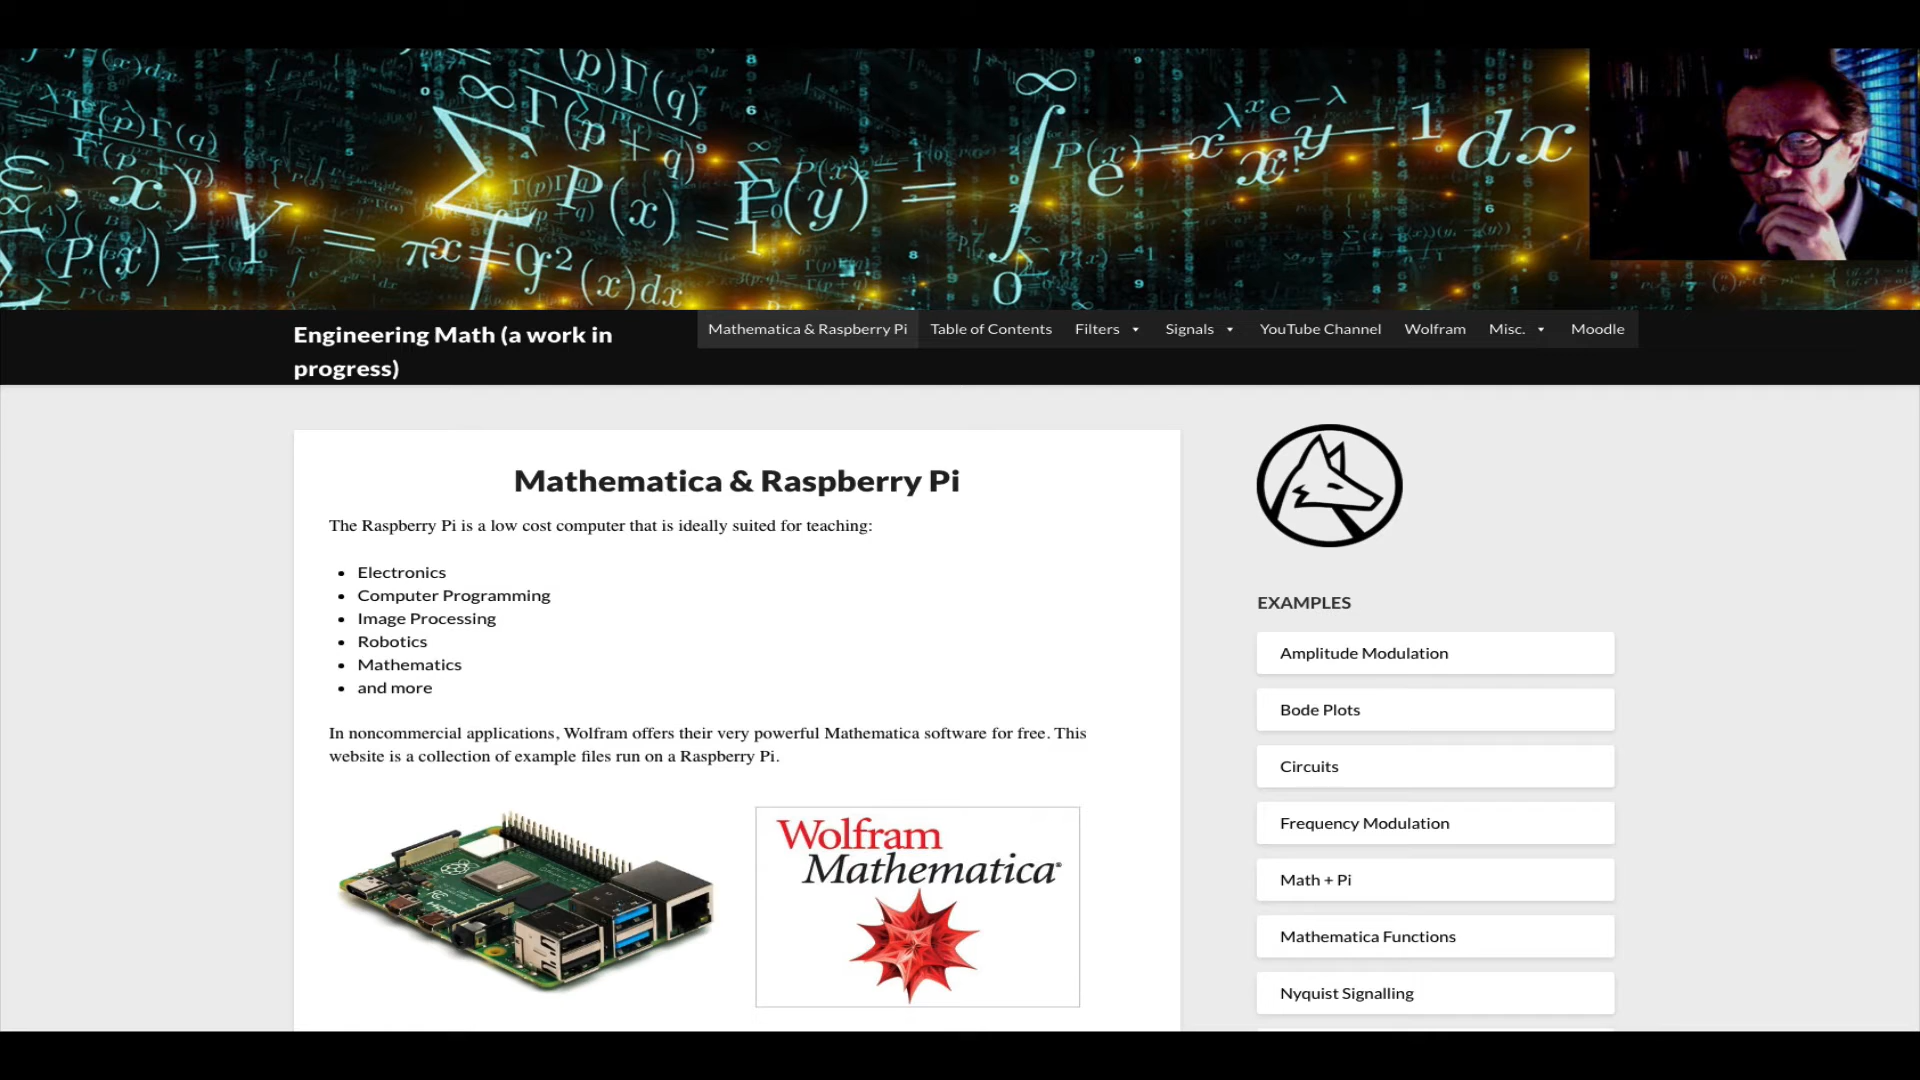 Engineering Math (a work in
progress)
Mathematica & Raspberry Pi
Table of Contents
Filters
Signals
YouTube Channel
Wolfram
Misc.
Moodle
Mathematica & Raspberry Pi
The Raspberry Pi is a low cost computer that is ideally suited for teaching:
Electronics
Computer Programming
Image Processing
Robotics
Mathematics
and more
In noncommercial applications, Wolfram offers their very powerful Mathematica software for free. This
website is a collection of example files run on a Raspberry Pi.
Wolfram
Mathematica®
EXAMPLES
Amplitude Modulation
Bode Plots
Circuits
Frequency Modulation
Math + Pi
Mathematica Functions
Nyquist Signalling